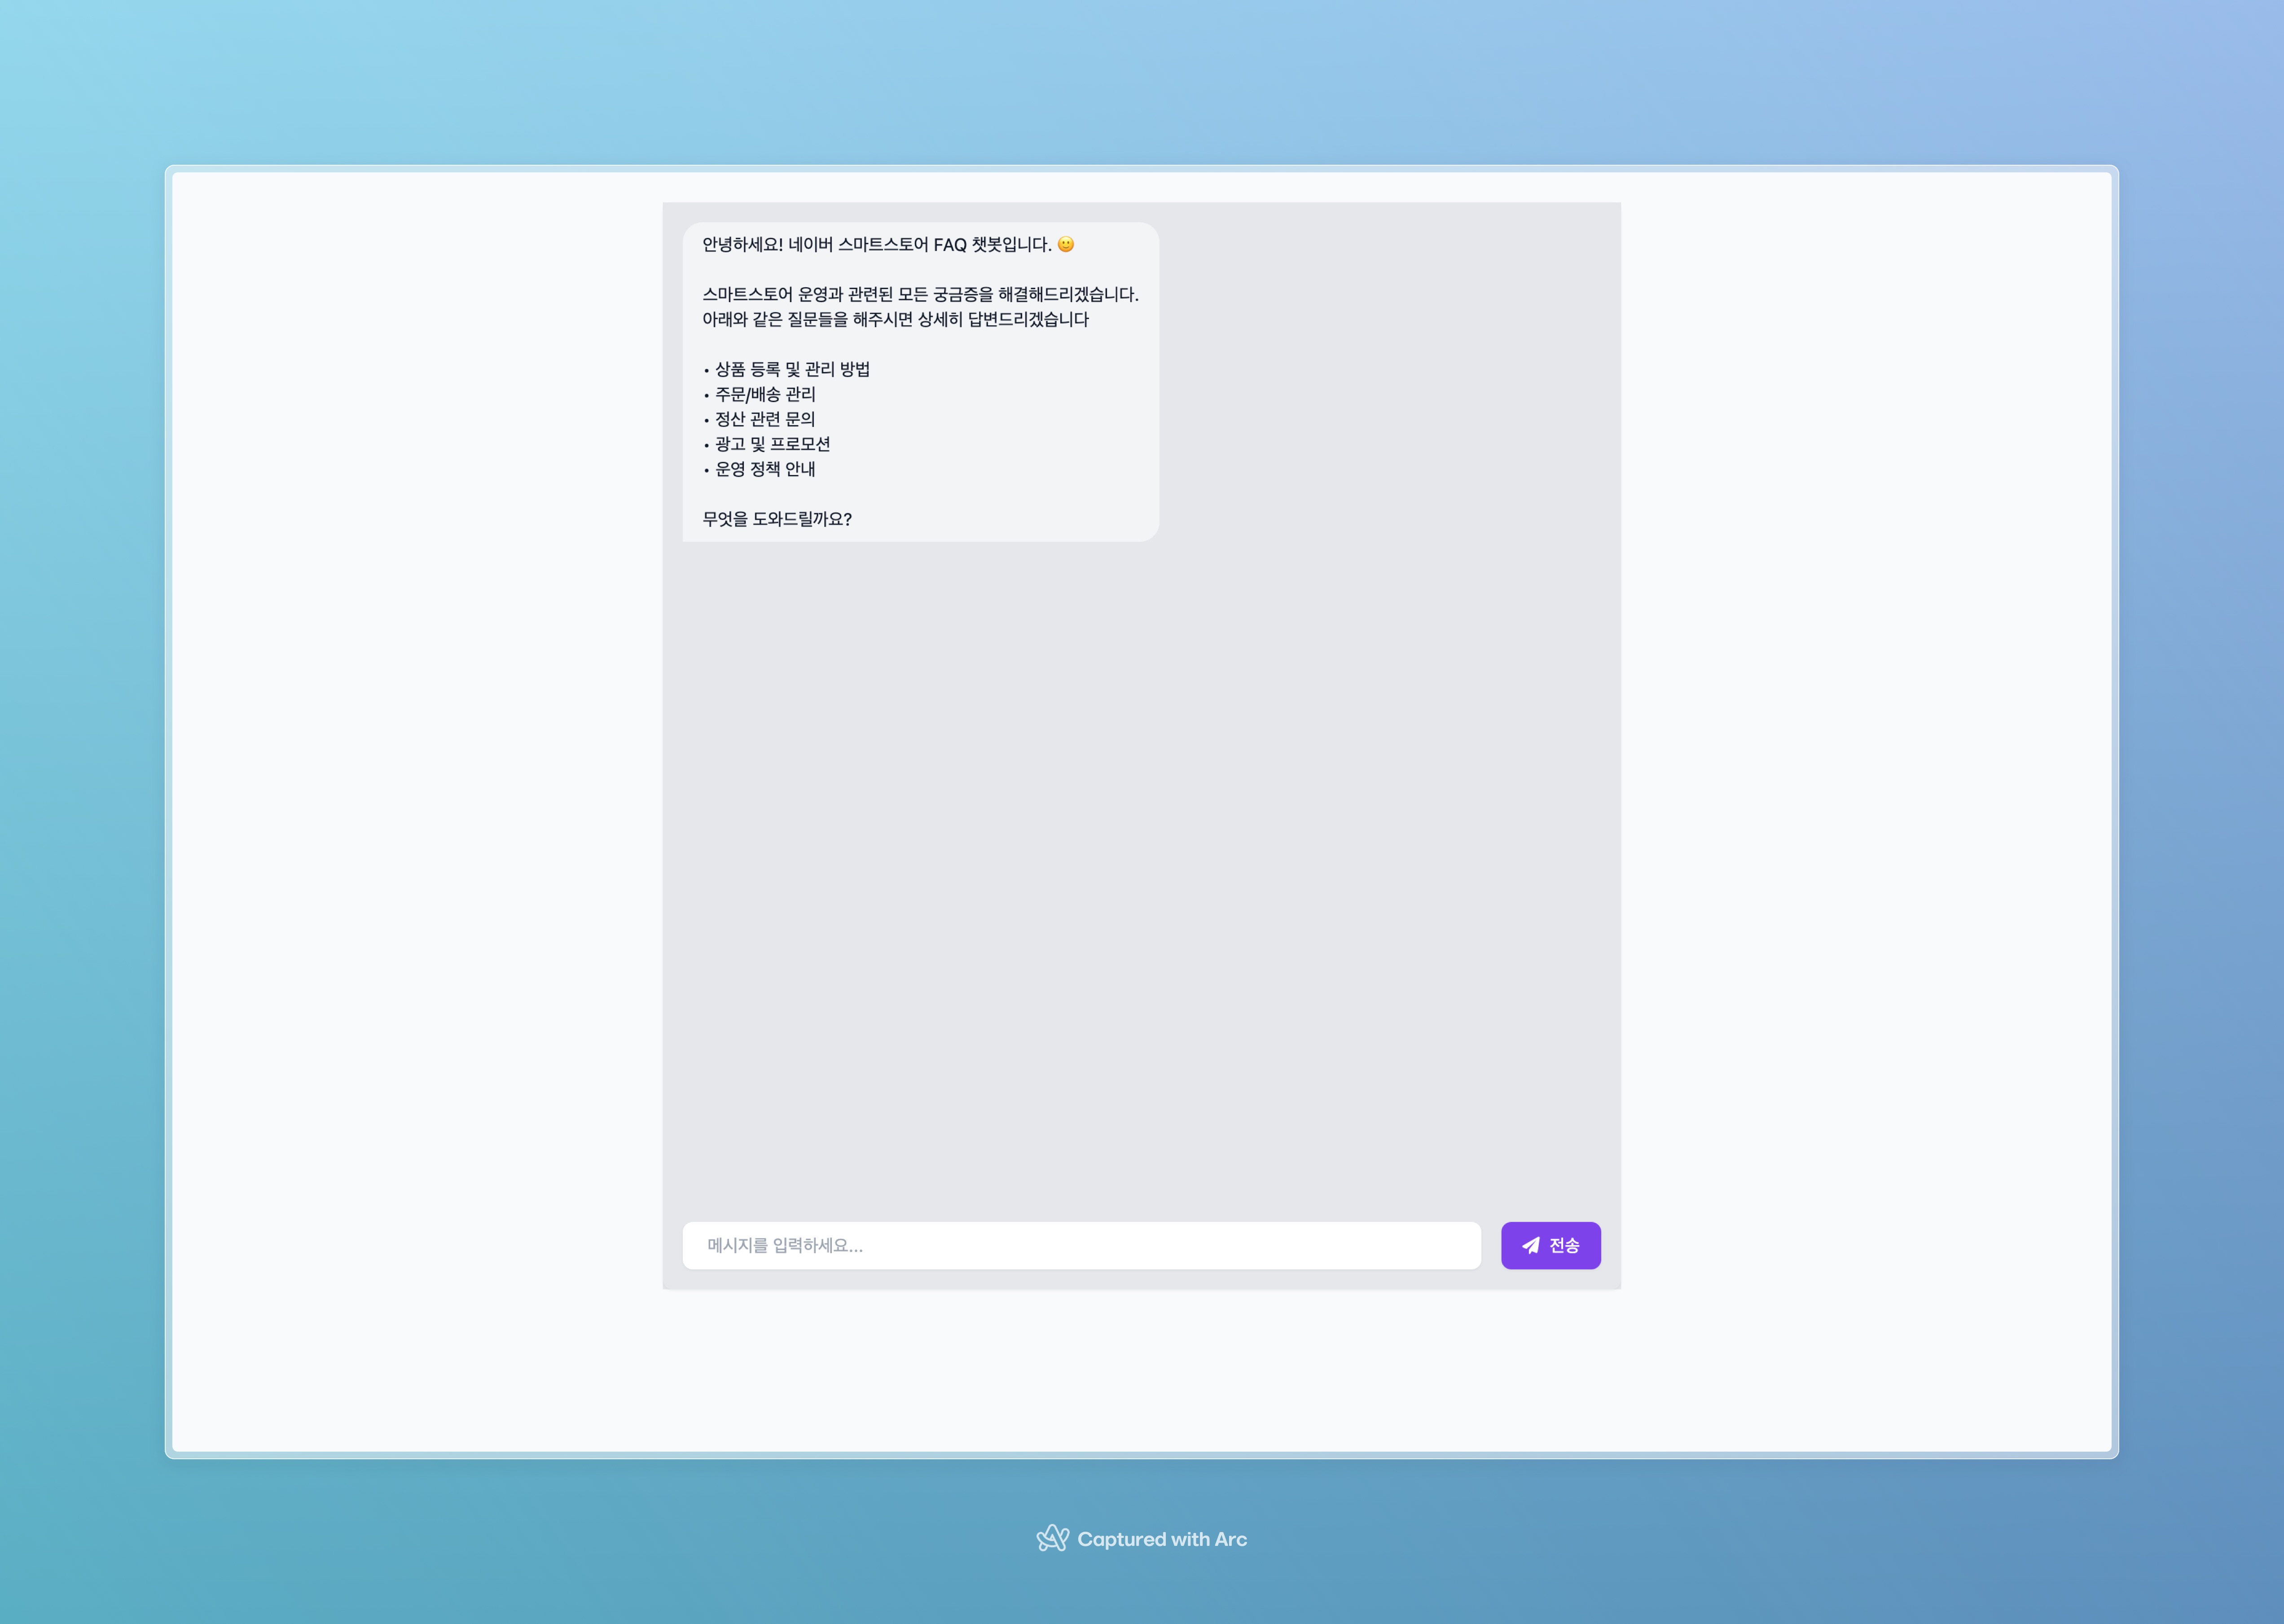 안녕하세요! 네이버 스마트스토어 FAQ 챗봇입니다. 🙂
스마트스토어 운영과 관련된 모든 궁금증을 해결해드리겠습니다.
아래와 같은 질문들을 해주시면 상세히 답변드리겠습니다
• 상품 등록 및 관리 방법
• 주문/배송 관리
• 정산 관련 문의
• 광고 및 프로모션
• 운영 정책 안내
무엇을 도와드릴까요?
메시지를 입력하세요...
전송
Captured with Arc